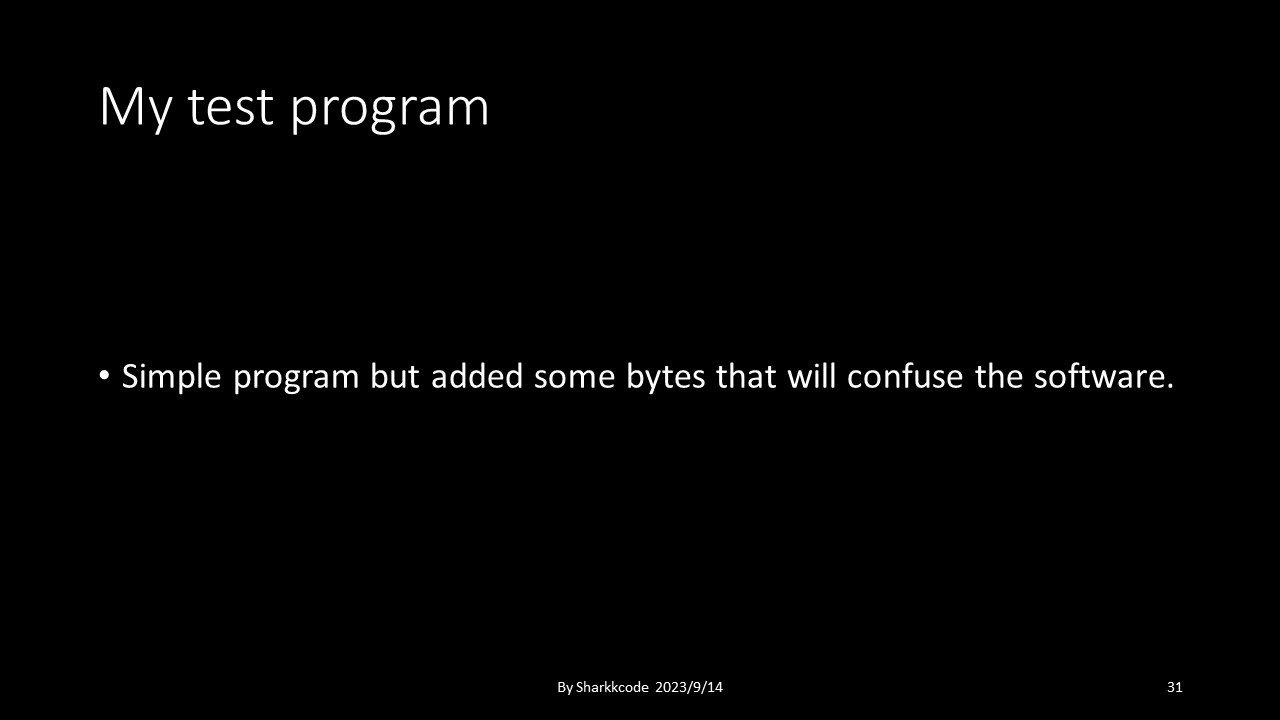 My test program
• Simple program but added some bytes that will confuse the software.
By Sharkkcode 2023/9/14
31